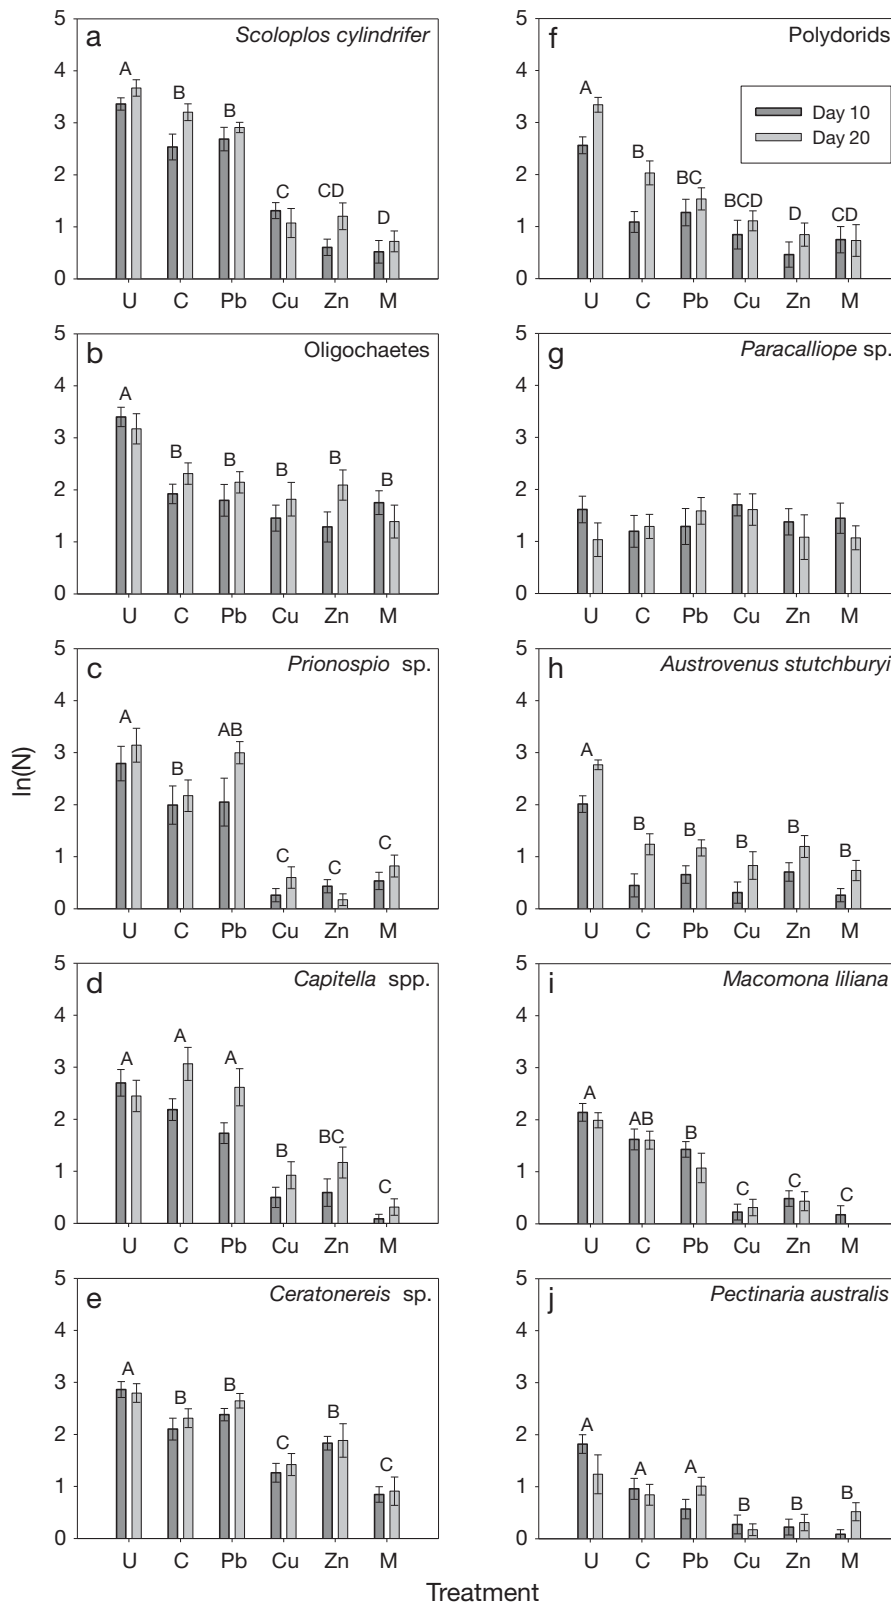 a
Scoloplos cylindrifer
5
4
3
2
1
0
A
B
B
C
CD
D
U C Pb Cu Zn M
f
Polydorids
Day 10
Day 20
5
4
3
2
1
0
A
B
BC
BCD
D
CD
U C Pb Cu Zn M
b
Oligochaetes
5
4
3
2
1
0
A
B
B
B
B
B
U C Pb Cu Zn M
g
Paracalliope sp.
5
4
3
2
1
0
U C Pb Cu Zn M
c
Prionospio sp.
5
4
3
2
1
0
A
B
AB
C
C
C
U C Pb Cu Zn M
h
Austrovenus stutchburyi
5
4
3
2
1
0
A
B
B
B
B
B
U C Pb Cu Zn M
ln(N)
d
Capitella spp.
5
4
3
2
1
0
A
A
A
B
BC
C
U C Pb Cu Zn M
i
Macomona liliana
5
4
3
2
1
0
A
AB
B
C
C
C
U C Pb Cu Zn M
e
Ceratonereis sp.
5
4
3
2
1
0
A
B
B
C
B
C
U C Pb Cu Zn M
j
Pectinaria australis
5
4
3
2
1
0
A
A
A
B
B
B
U C Pb Cu Zn M
Treatment